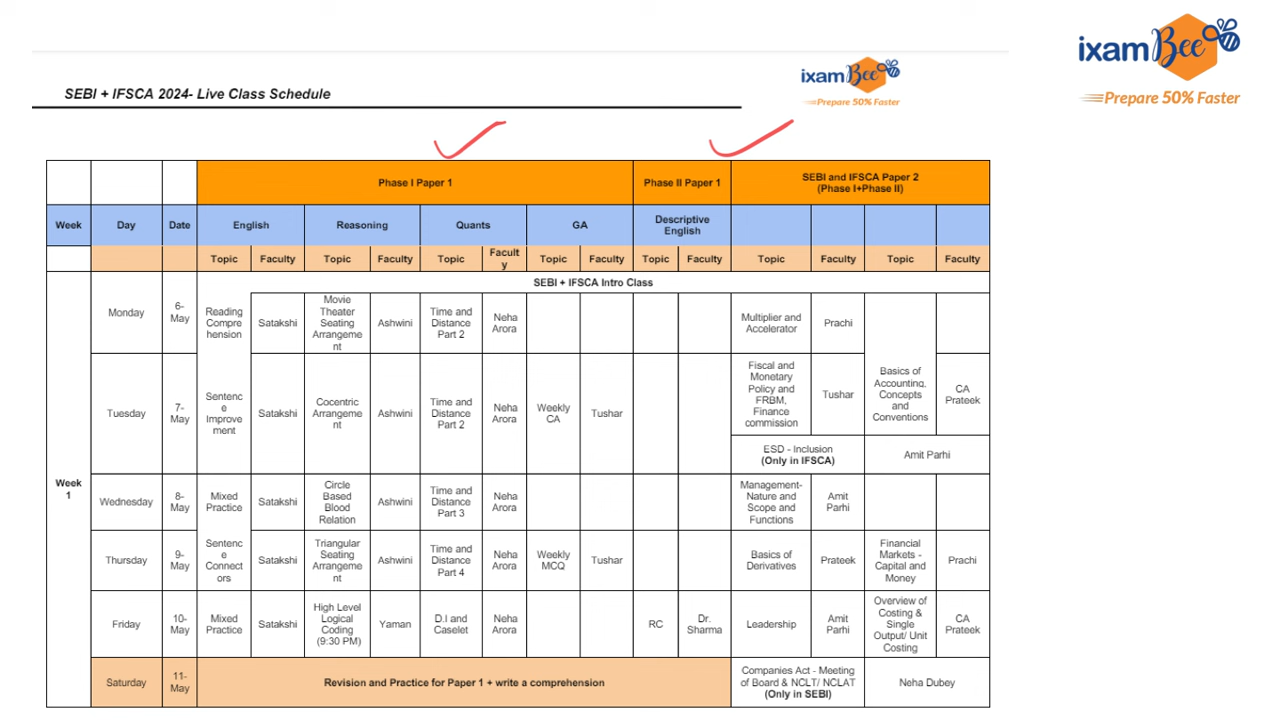 ixamBee
Prepare 50% Faster
SEBI + IFSCA 2024- Live Class Schedule
ixamBee
Prepare 50% Faster
Phase I Paper 1
Phase II Paper 1
SEBI and IFSCA Paper 2
(Phase I+Phase II)
Week
Day
Date
English
Reasoning
Quants
GA
Descriptive
English
Topic
Faculty
Topic
Faculty
Topic
Facult
y
Topic
Faculty
Topic
Faculty
Topic
Faculty
Topic
Faculty
Week
1
SEBI + IFSCA Intro Class
Monday
6-
May
Reading
Compre
hension
Satakshi
Movie
Theater
Seating
Arrangeme
nt
Ashwini
Time and
Distance
Part 2
Neha
Arora
Multiplier and
Accelerator
Prachi
Tuesday
7-
May
Sentenc
e
Improve
ment
Satakshi
Cocentric
Arrangeme
nt
Ashwini
Time and
Distance
Part 2
Neha
Arora
Weekly
CA
Tushar
Fiscal and
Monetary
Policy and
FRBM,
Finance
commission
Tushar
Basics of
Accounting,
Concepts
and
Conventions
CA
Prateek
ESD - Inclusion
(Only in IFSCA)
Amit Parhi
Wednesday
8-
May
Mixed
Practice
Satakshi
Circle
Based
Blood
Relation
Ashwini
Time and
Distance
Part 3
Neha
Arora
Management-
Nature and
Scope and
Functions
Amit
Parhi
Thursday
9-
May
Sentenc
e
Connect
ors
Satakshi
Triangular
Seating
Arrangeme
nt
Ashwini
Time and
Distance
Part 4
Neha
Arora
Weekly
MCQ
Tushar
Basics of
Derivatives
Prateek
Financial
Markets -
Capital and
Money
Prachi
Friday
10-
May
Mixed
Practice
Satakshi
High Level
Logical
Coding
(9:30 PM)
Yaman
D.I and
Caselet
Neha
Arora
RC
Dr.
Sharma
Leadership
Amit
Parhi
Overview of
Costing &
Single
Output/ Unit
Costing
CA
Prateek
Saturday
11-
May
Revision and Practice for Paper 1 + write a comprehension
Companies Act - Meeting
of Board & NCLT/ NCLAT
(Only in SEBI)
Neha Dubey